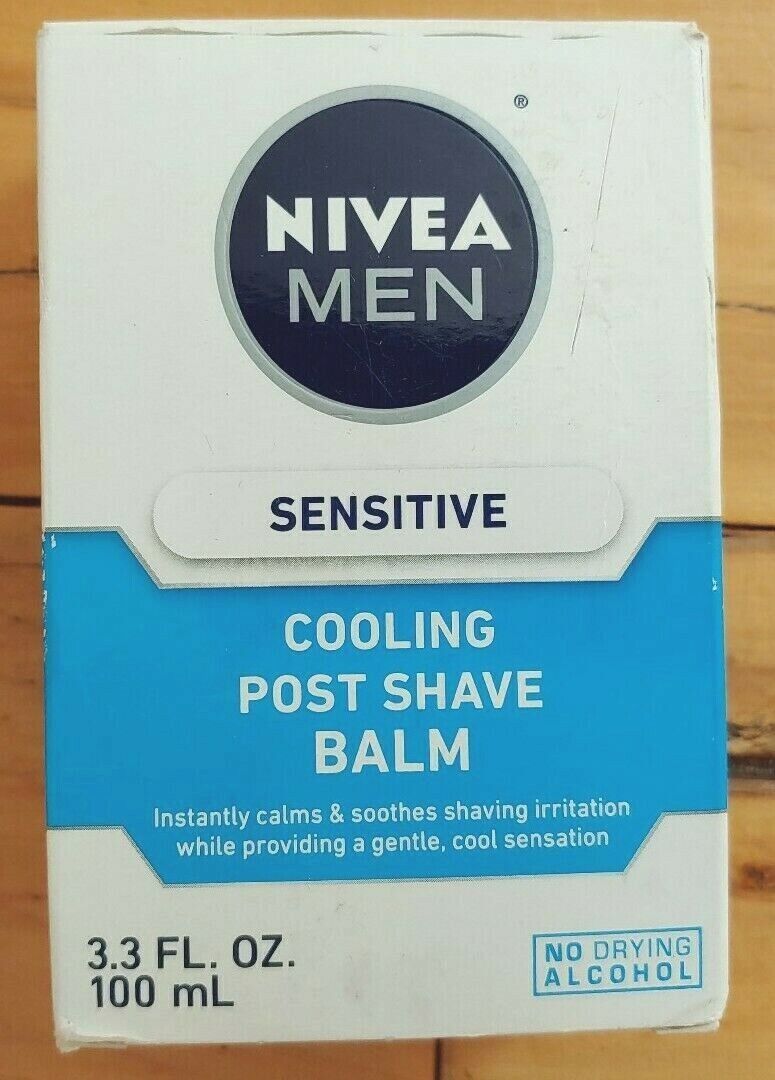 ®
NIVEA
MEN
SENSITIVE
COOLING
POST SHAVE
BALM
Instantly calms & soothes shaving irritation
while providing a gentle, cool sensation
3.3 FL. OZ.
100 mL
NO DRYING
ALCOHOL